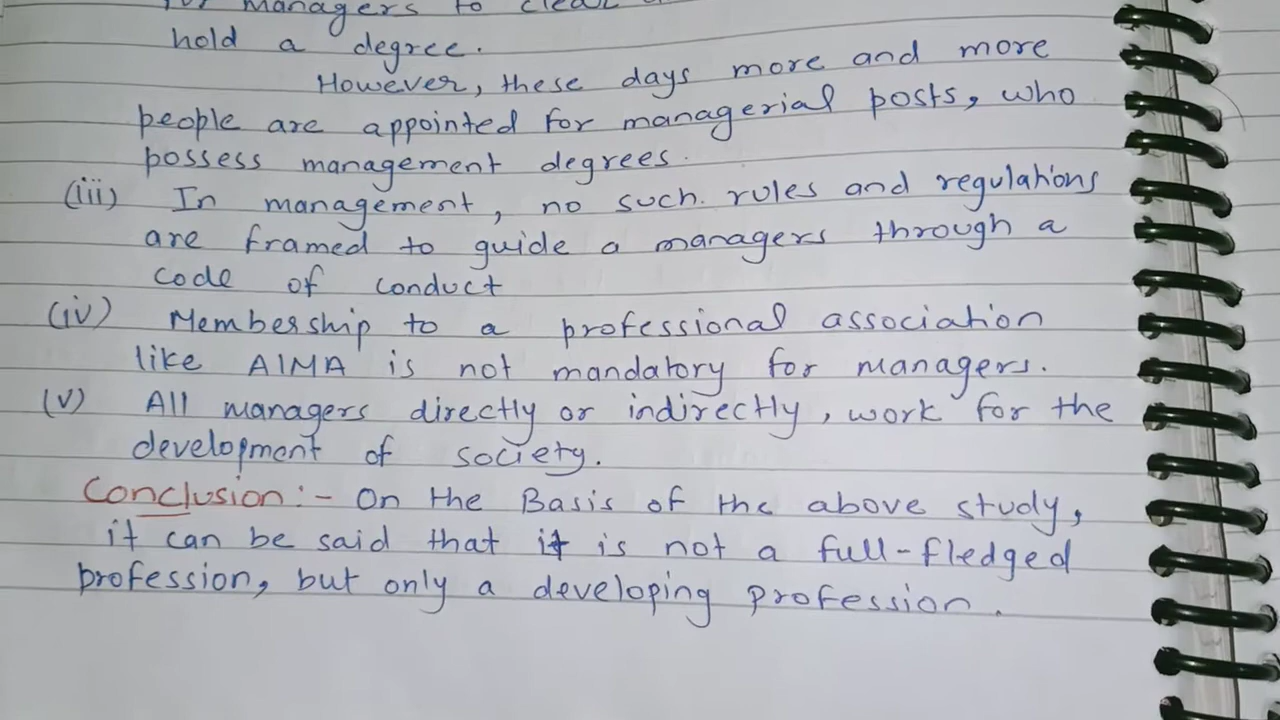 for managers to clear
hold a degree.
However, these days more and more
people are appointed for managerial posts, who
possess management degrees.
(iii) In management, no such. rules and regulations
are framed to guide a managers through a
code of conduct
(iv) Membership to a professional association
like AIMA is not mandatory for managers.
(v) All managers directly or indirectly, work for the
development of society.
Conclusion:- On the Basis of the above study,
it can be said that it is not a full-fledged
profession, but only a developing profession.